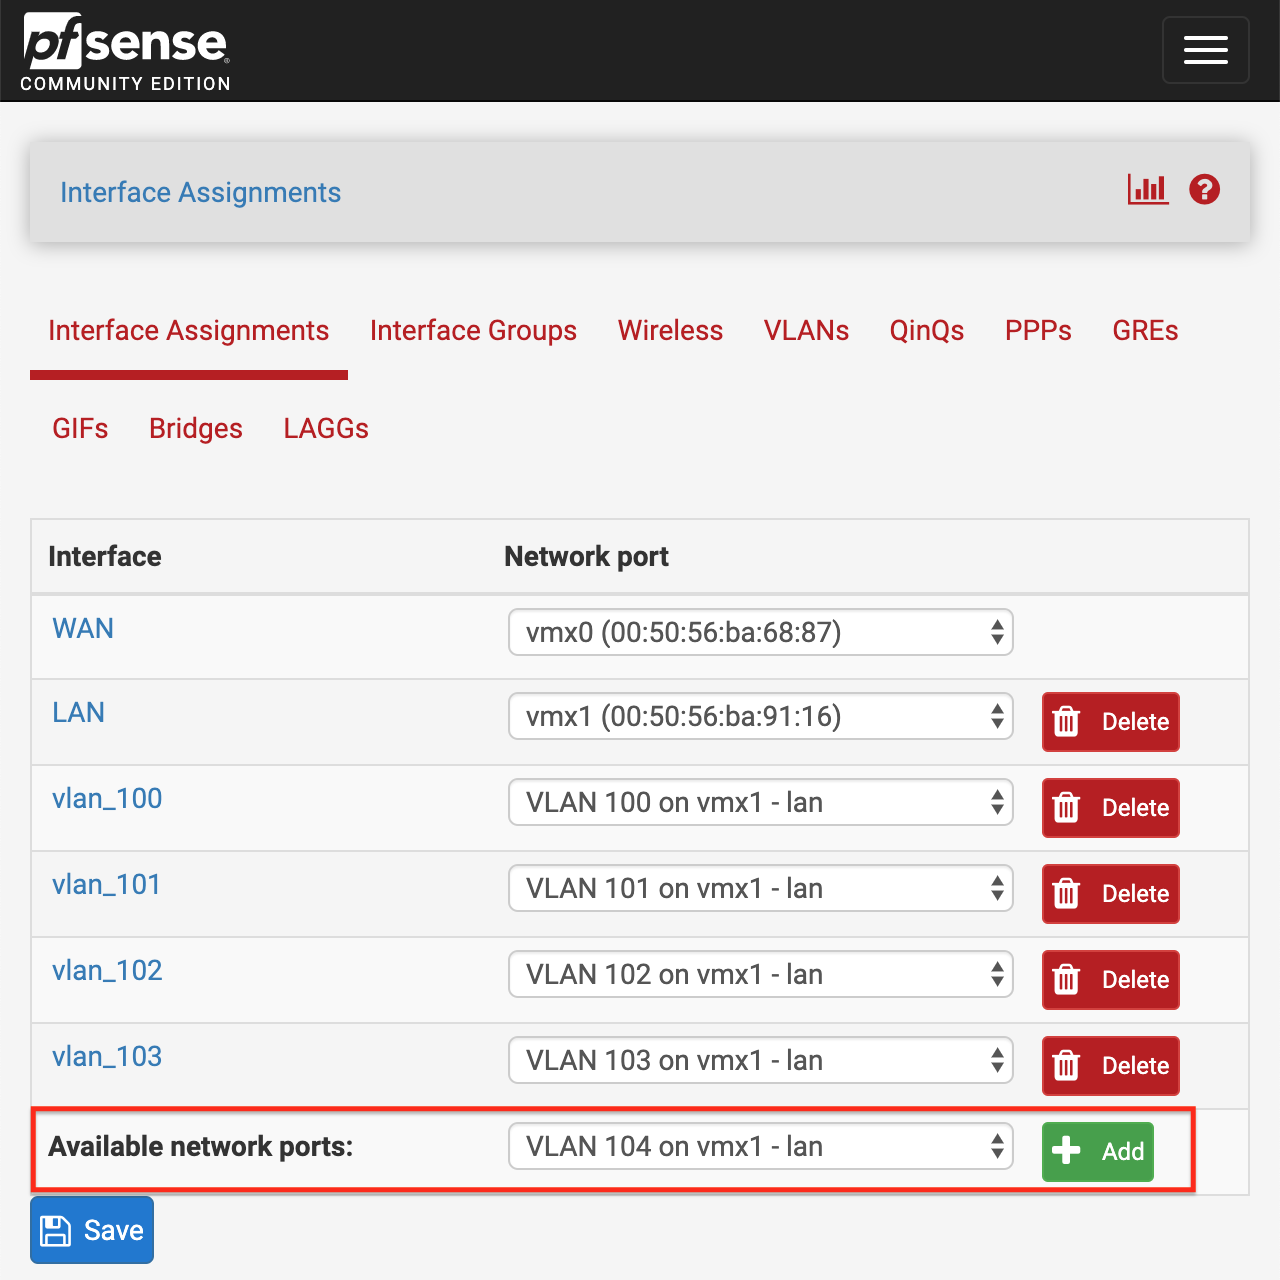 pfsense
COMMUNITY EDITION
Interface Assignments
Interface Assignments Interface Groups Wireless VLANs QinQs PPPs GREs
GIFs Bridges LAGGs
Interface Network port
WAN vmx0 (00:50:56:ba:68:87)
LAN vmx1 (00:50:56:ba:91:16) Delete
vlan_100 VLAN 100 on vmx1 - lan Delete
vlan_101 VLAN 101 on vmx1 - lan Delete
vlan_102 VLAN 102 on vmx1 - lan Delete
vlan_103 VLAN 103 on vmx1 - lan Delete
Available network ports: VLAN 104 on vmx1 - lan Add
Save